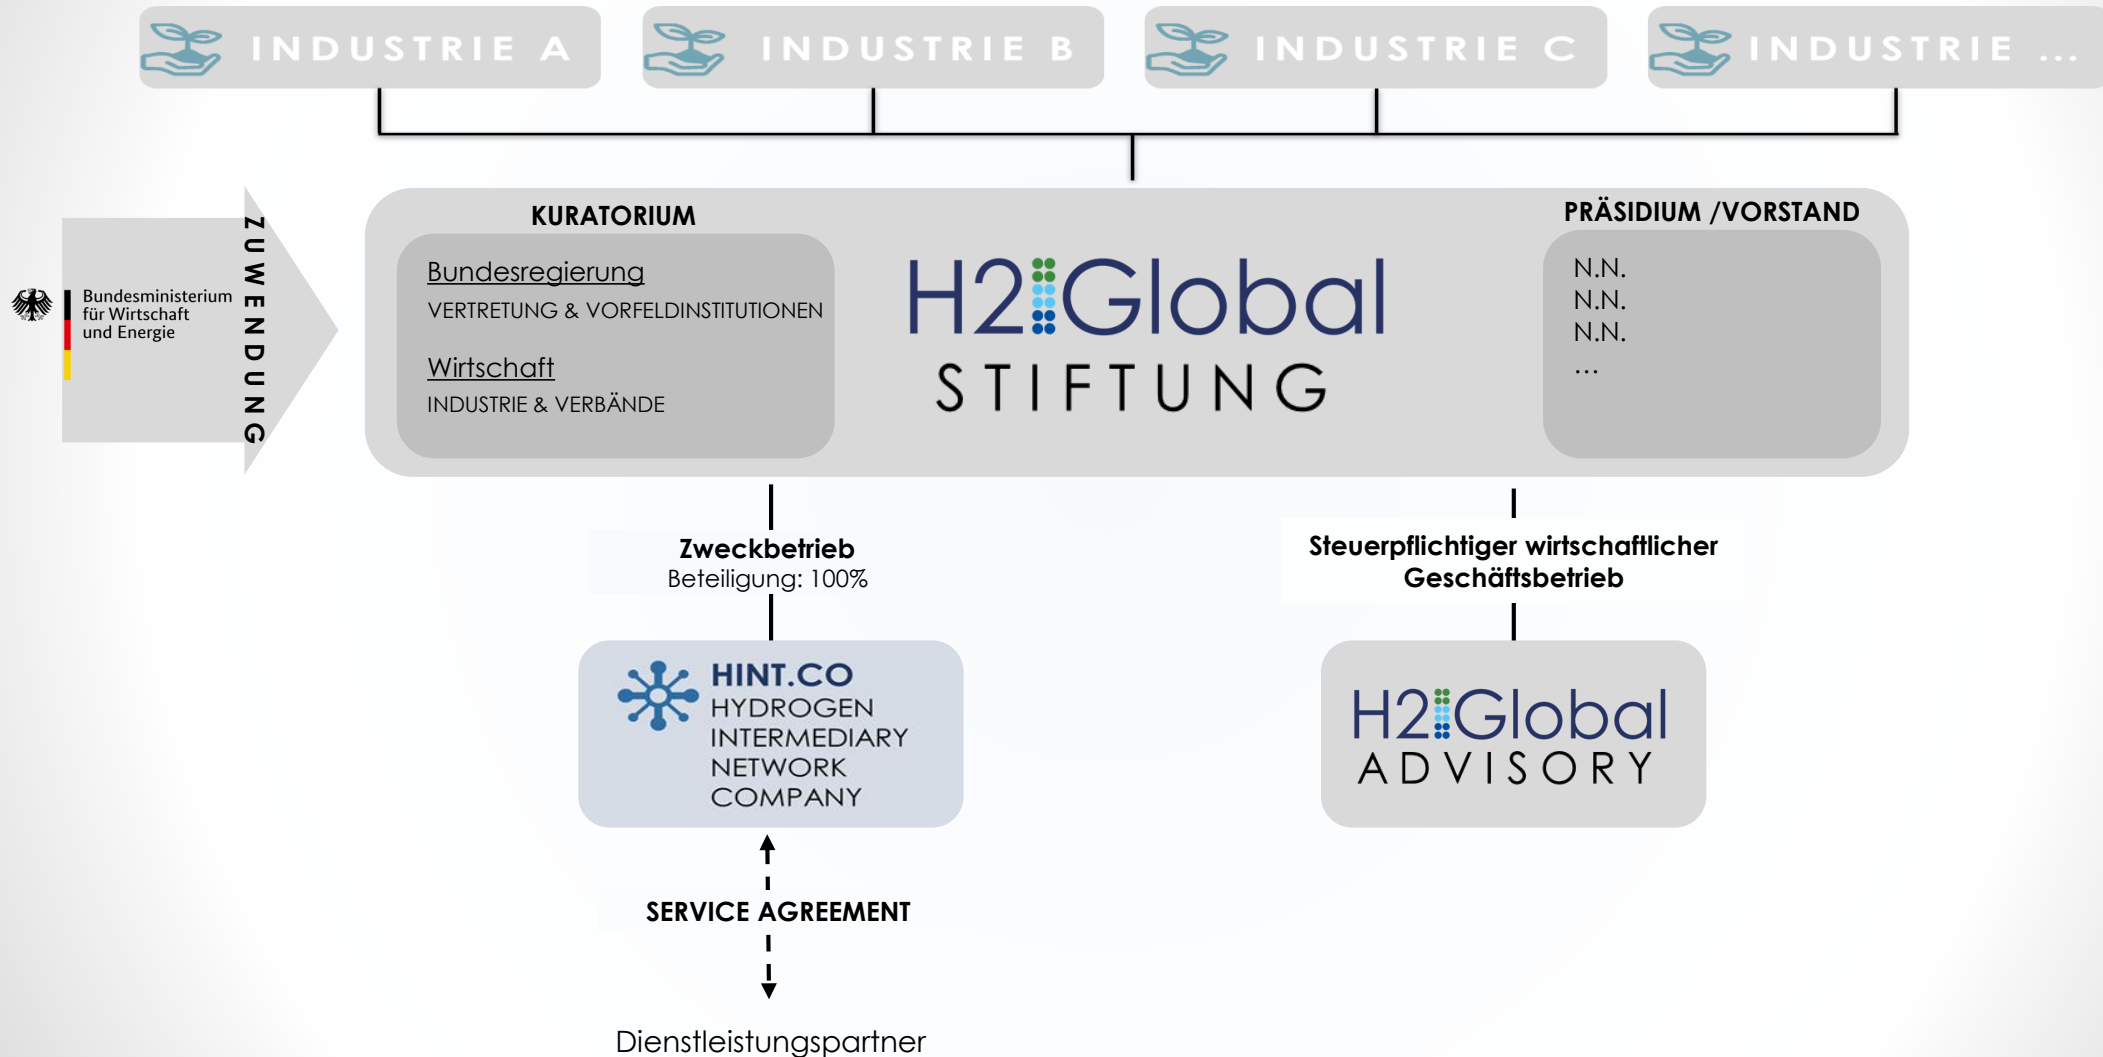 INDUSTRIE A
INDUSTRIE B
INDUSTRIE C
INDUSTRIE ...
Bundesministerium
für Wirtschaft
und Energie
ZUWENDUNG
KURATORIUM
Bundesregierung
VERTRETUNG & VORFELDINSTITUTIONEN
Wirtschaft
INDUSTRIE & VERBÄNDE
H2Global
STIFTUNG
PRÄSIDIUM /VORSTAND
N.N.
N.N.
N.N.
...
Zweckbetrieb
Beteiligung: 100%
Steuerpflichtiger wirtschaftlicher
Geschäftsbetrieb
HINT.CO
HYDROGEN
INTERMEDIARY
NETWORK
COMPANY
H2Global
ADVISORY
SERVICE AGREEMENT
Dienstleistungspartner